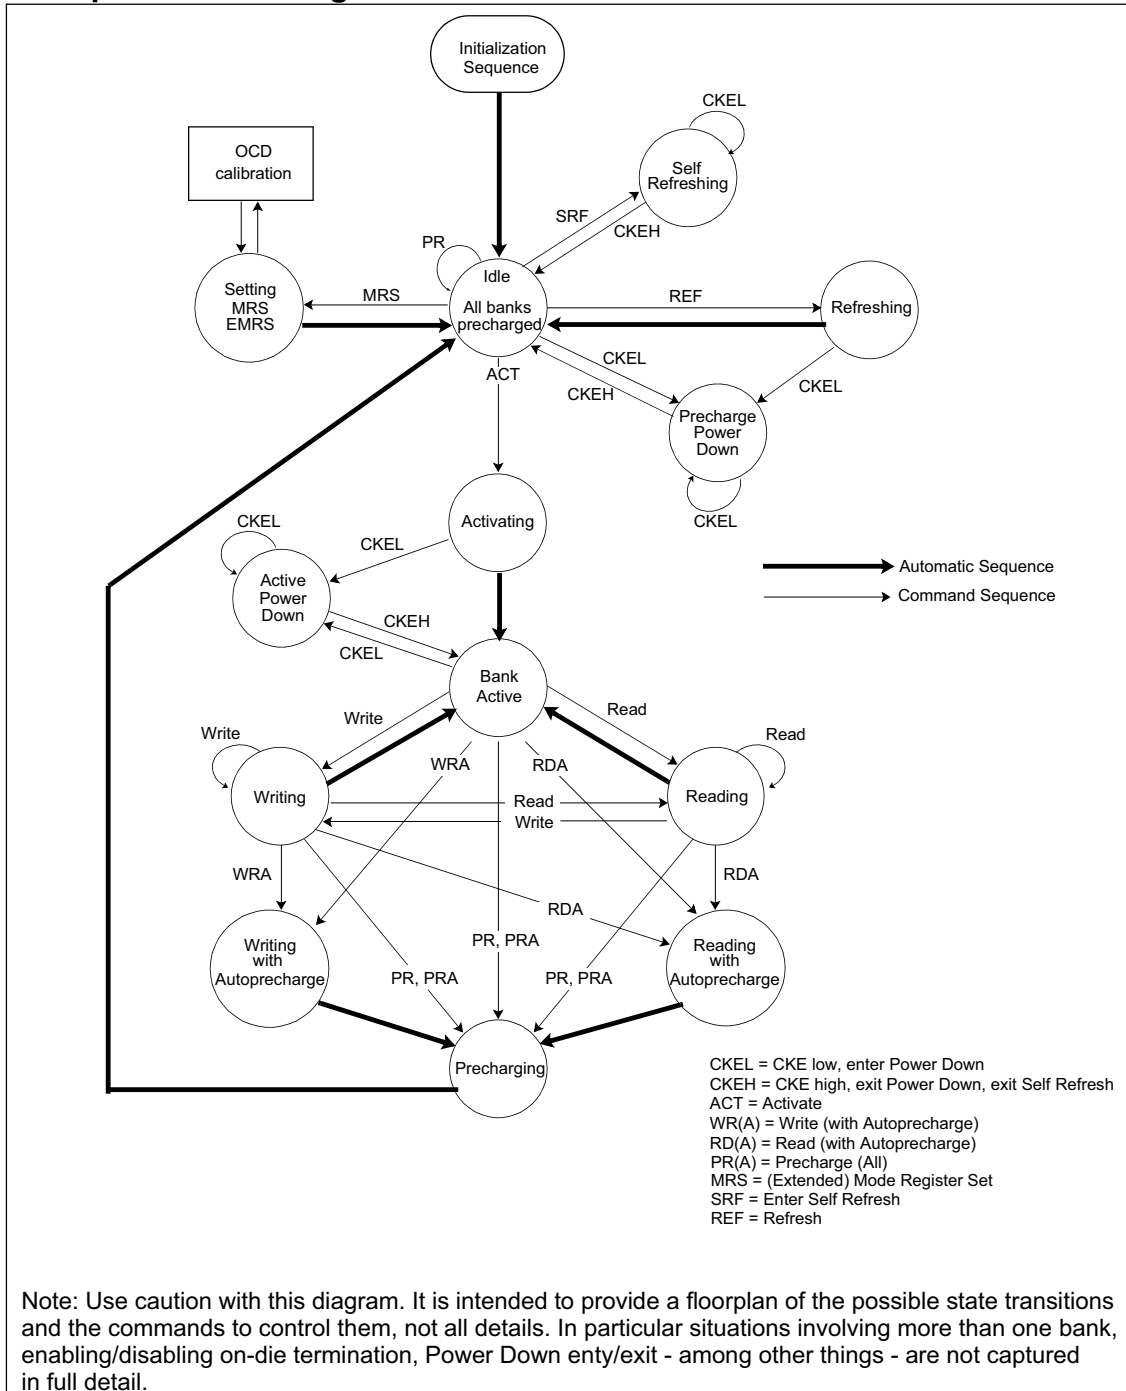 Initialization
Sequence
CKEL
OCD
calibration
Self
Refreshing
SRF
CKEH
PR
Idle
All banks
precharged
Setting
MRS
EMRS
MRS
REF
Refreshing
CKEL
CKEH
CKEL
ACT
Precharge
Power
Down
CKEL
Activating
CKEL
CKEL
Active
Power
Down
CKEH
CKEL
Automatic Sequence
Command Sequence
Bank
Active
Write
Read
Write
Read
WRA
RDA
Writing
Reading
Read
Write
WRA
RDA
RDA
Writing
with
Autoprecharge
PR, PRA
Reading
with
Autoprecharge
PR, PRA
PR, PRA
Precharging
CKEL = CKE low, enter Power Down
CKEH = CKE high, exit Power Down, exit Self Refresh
ACT = Activate
WR(A) = Write (with Autoprecharge)
RD(A) = Read (with Autoprecharge)
PR(A) = Precharge (All)
MRS = (Extended) Mode Register Set
SRF = Enter Self Refresh
REF = Refresh
Note: Use caution with this diagram. It is intended to provide a floorplan of the possible state transitions
and the commands to control them, not all details. In particular situations involving more than one bank,
enabling/disabling on-die termination, Power Down enty/exit - among other things - are not captured
in full detail.